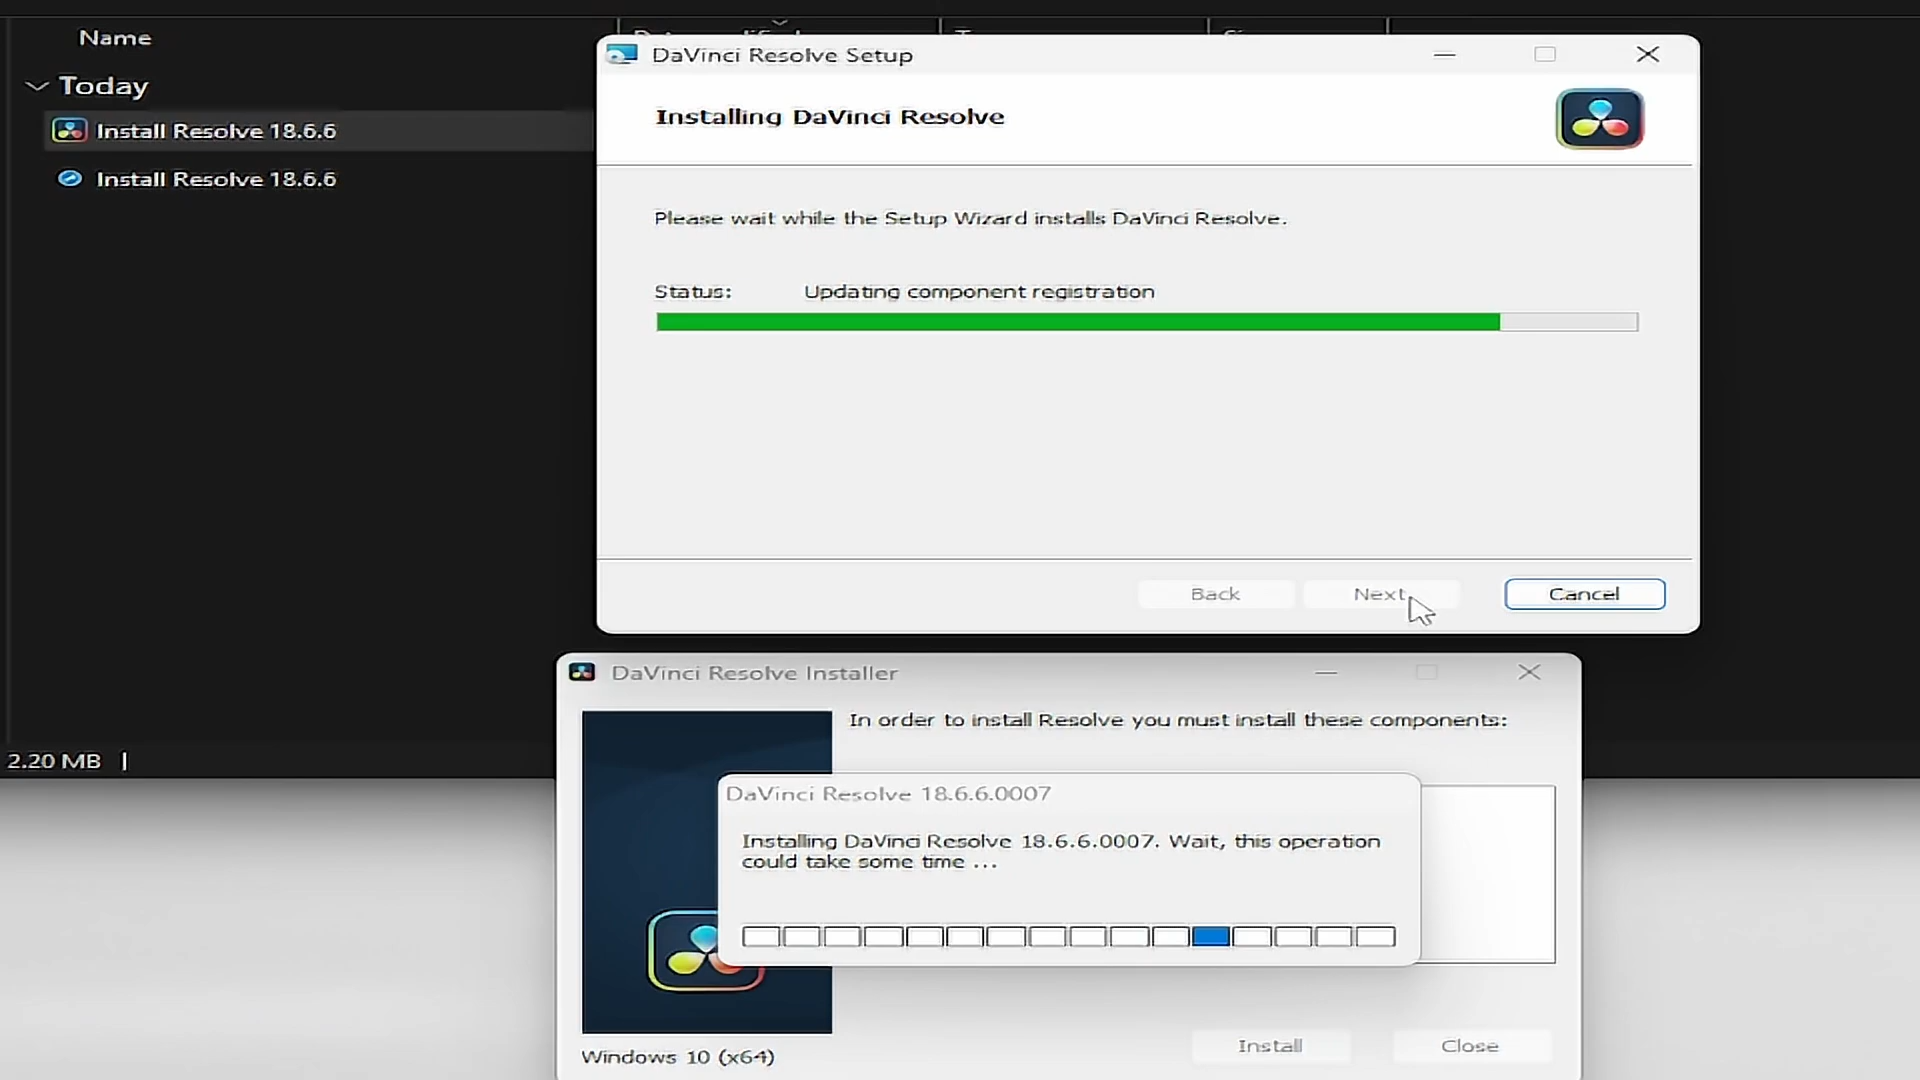 Name
Today
Install Resolve 18.6.6
Install Resolve 18.6.6
2.20 MB
DaVinci Resolve Setup
Installing DaVinci Resolve
Please wait while the Setup Wizard installs DaVinci Resolve.
Status: Updating component registration
Back Next Cancel
DaVinci Resolve Installer
In order to install Resolve you must install these components:
DaVinci Resolve 18.6.6.0007
Installing DaVinci Resolve 18.6.6.0007. Wait, this operation
could take some time ...
Install Close
Windows 10 (x64)